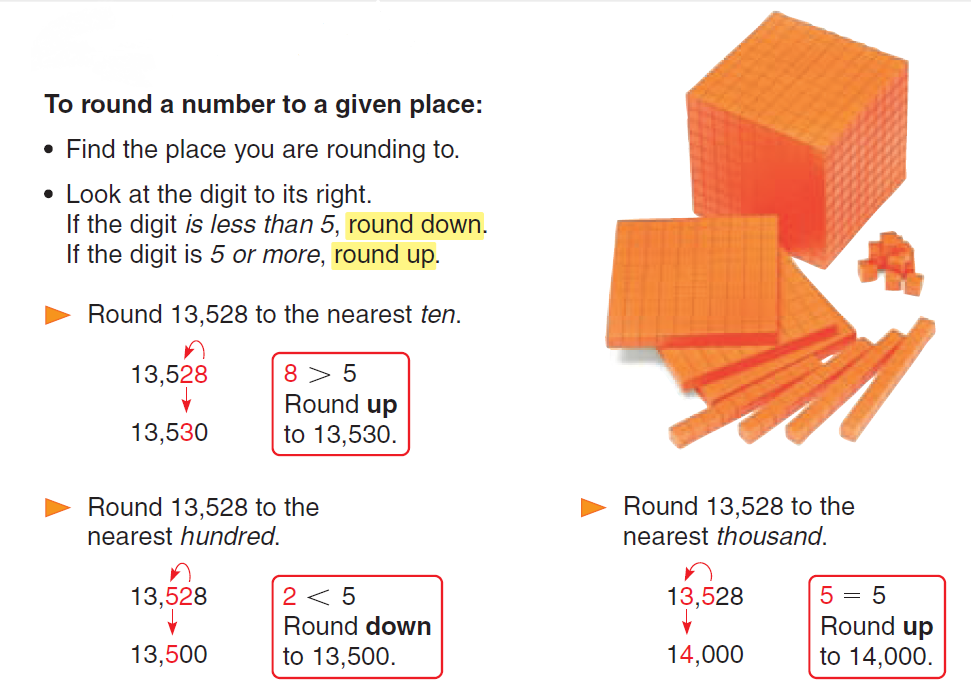 To round a number to a given place:
• Find the place you are rounding to.
• Look at the digit to its right.
If the digit is less than 5, round down.
If the digit is 5 or more, round up.
Round 13,528 to the nearest ten.
13,528
13,530
8 > 5
Round up
to 13,530.
Round 13,528 to the
nearest hundred.
13,528
13,500
2 < 5
Round down
to 13,500.
Round 13,528 to the
nearest thousand.
13,528
14,000
5 = 5
Round up
to 14,000.